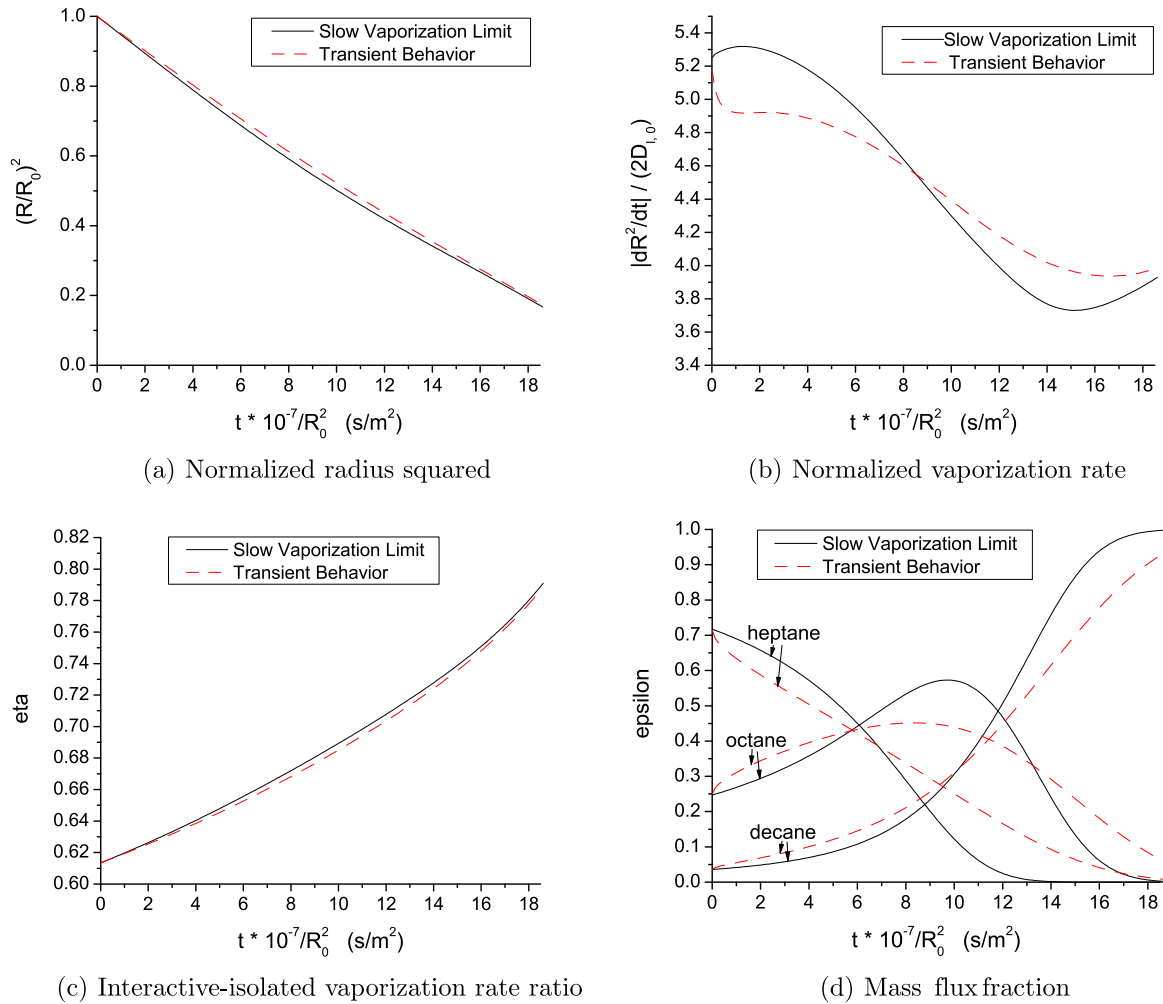 Slow Vaporization Limit
Transient Behavior
(R/R₀)²
1.0
0.8
0.6
0.4
0.2
0.0
0 2 4 6 8 10 12 14 16 18
t * 10⁻⁷/R₀² (s/m²)
(a) Normalized radius squared
Slow Vaporization Limit
Transient Behavior
|dR²/dt| / (2Dₗ,₀)
5.4
5.2
5.0
4.8
4.6
4.4
4.2
4.0
3.8
3.6
3.4
0 2 4 6 8 10 12 14 16 18
t * 10⁻⁷/R₀² (s/m²)
(b) Normalized vaporization rate
Slow Vaporization Limit
Transient Behavior
eta
0.82
0.80
0.78
0.76
0.74
0.72
0.70
0.68
0.66
0.64
0.62
0.60
0 2 4 6 8 10 12 14 16 18
t * 10⁻⁷/R₀² (s/m²)
(c) Interactive-isolated vaporization rate ratio
Slow Vaporization Limit
Transient Behavior
epsilon
1.0
0.9
0.8
0.7
0.6
0.5
0.4
0.3
0.2
0.1
0.0
heptane
octane
decane
0 2 4 6 8 10 12 14 16 18
t * 10⁻⁷/R₀² (s/m²)
(d) Mass flux fraction